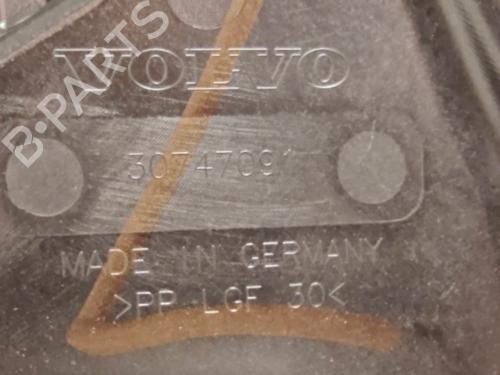 VOLVO
B-PARTS
30747091
MADE IN GERMANY
>PP LGF 30<